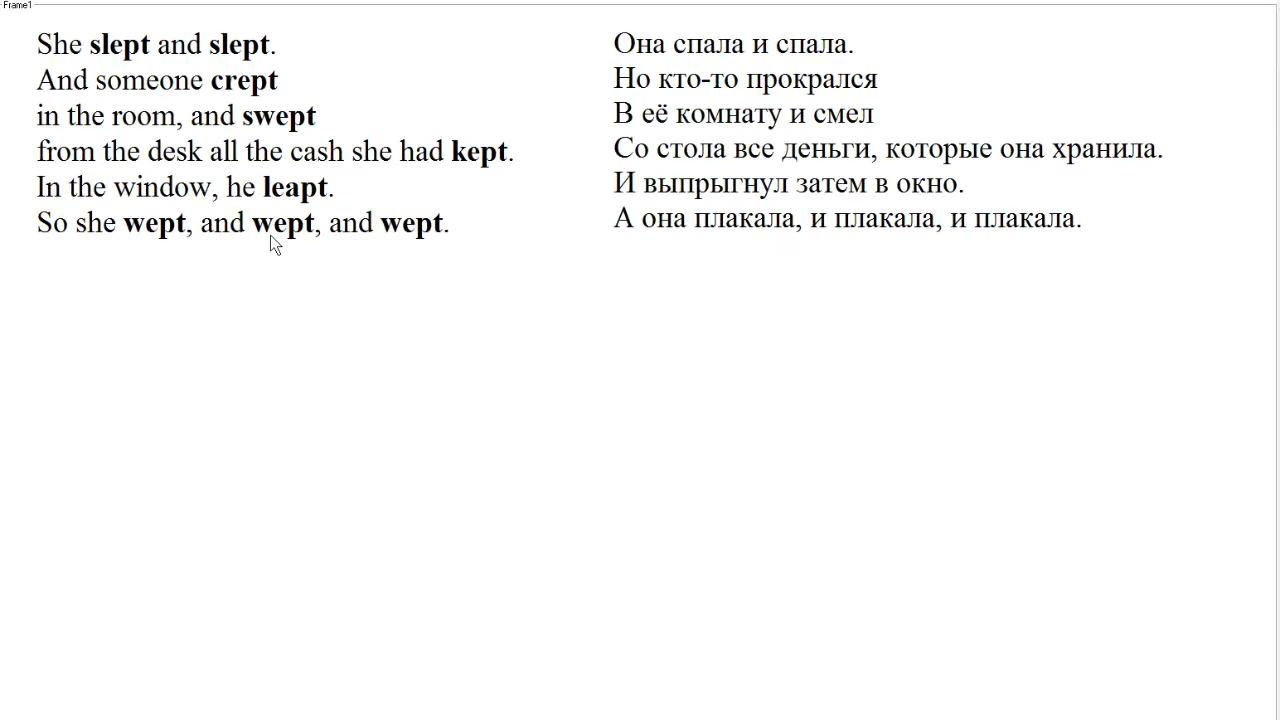 Frame1
She slept and slept.
And someone crept
in the room, and swept
from the desk all the cash she had kept.
In the window, he leapt.
So she wept, and wept, and wept.
Она спала и спала.
Но кто-то прокрался
В её комнату и смел
Со стола все деньги, которые она хранила.
И выпрыгнул затем в окно.
А она плакала, и плакала, и плакала.